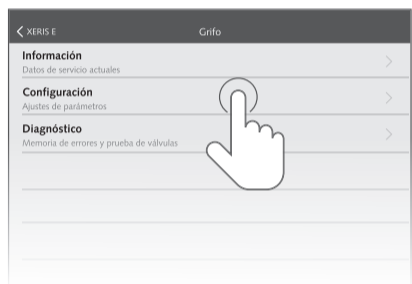 XERIS E
Grifo
Información
Datos de servicio actuales
Configuración
Ajustes de parámetros
Diagnóstico
Memoria de errores y prueba de válvulas